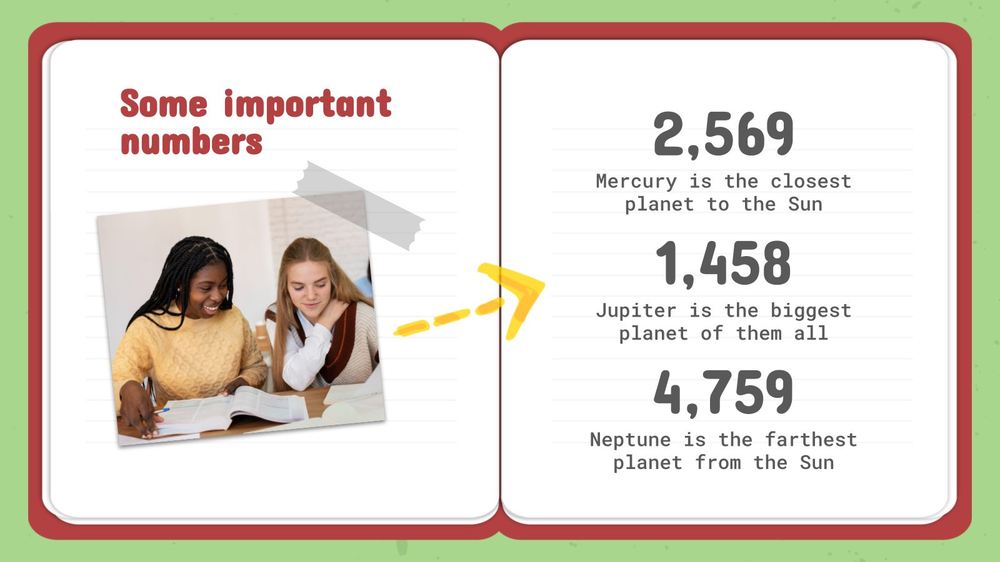 Some important
numbers
2,569
Mercury is the closest
planet to the Sun
1,458
Jupiter is the biggest
planet of them all
4,759
Neptune is the farthest
planet from the Sun